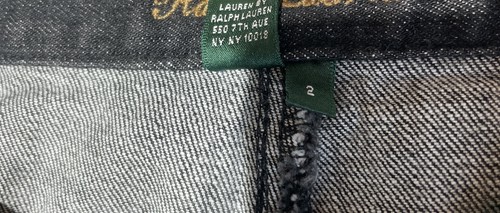 LAUREN BY
RALPH LAUREN
550 7TH AVE
NY NY 10018
2